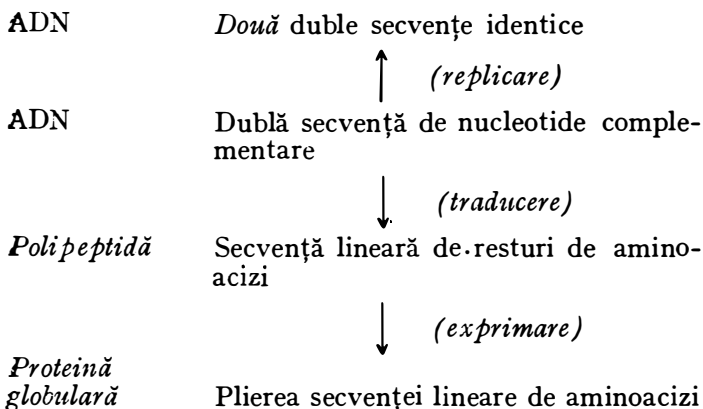 ADN Două duble secvențe identice
(replicare)
ADN Dublă secvență de nucleotide comple-
mentare
(traducere)
Polipeptidă Secvență lineară de resturi de amino-
acizi
(exprimare)
Proteină
globulară Plierea secvenței lineare de aminoacizi